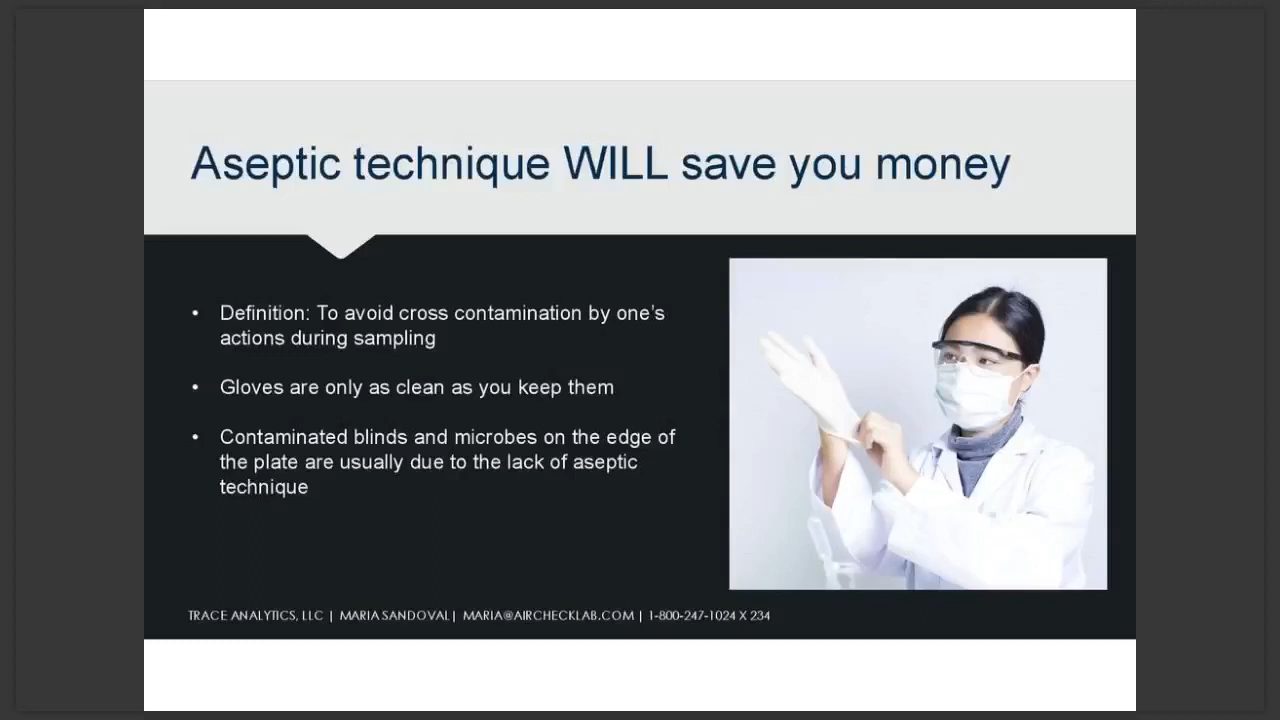 Aseptic technique WILL save you money
• Definition: To avoid cross contamination by one's
actions during sampling
• Gloves are only as clean as you keep them
• Contaminated blinds and microbes on the edge of
the plate are usually due to the lack of aseptic
technique
TRACE ANALYTICS, LLC | MARIA SANDOVAL| MARIA@AIRCHECKLAB.COM | 1-800-247-1024 X 234